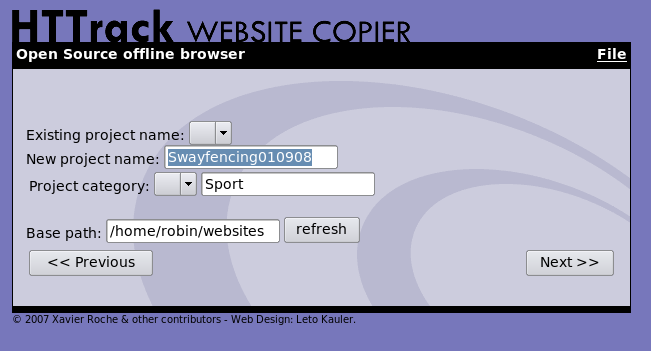 HTTrack WEBSITE COPIER
Open Source offline browser File
Existing project name:
New project name: Swayfencing010908
Project category: Sport
Base path: /home/robin/websites refresh
<< Previous Next >>
© 2007 Xavier Roche & other contributors - Web Design: Leto Kauler.